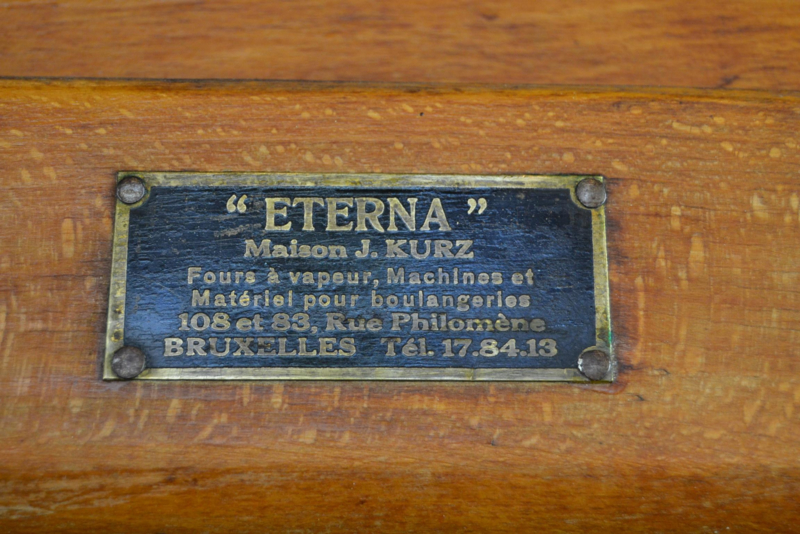 “ ETERNA ”
Maison J. KURZ
Fours à vapeur, Machines et
Matériel pour boulangeries
108 et 83, Rue Philomène
BRUXELLES Tél. 17.84.13